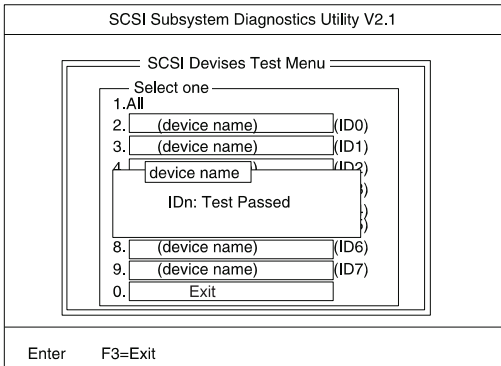 SCSI Subsystem Diagnostics Utility V2.1
SCSI Devises Test Menu
Select one
1.All
2. (device name) (ID0)
3. (device name) (ID1)
4. (ID2)
device name
IDn: Test Passed
8. (device name) (ID6)
9. (device name) (ID7)
0. Exit
Enter F3=Exit